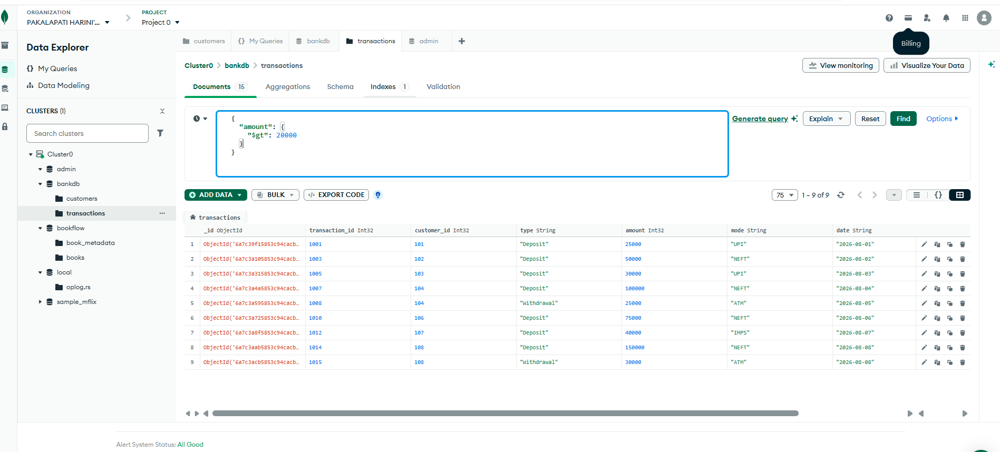 ORGANIZATION
PAKALAPATI HARINI'...
PROJECT
Project 0
Billing
Data Explorer
My Queries
Data Modeling
CLUSTERS (1)
Search clusters
Cluster0
admin
bankdb
customers
transactions
bookflow
book_metadata
books
local
oplog.rs
sample_mflix
customers {} My Queries bankdb transactions admin
Cluster0 > bankdb > transactions
View monitoring Visualize Your Data
Documents 15 Aggregations Schema Indexes 1 Validation
{
"amount": {
"$gt": 20000
}
}
Generate query Explain Reset Find Options
ADD DATA BULK EXPORT CODE
75 1 – 9 of 9
transactions
_id ObjectId transaction_id Int32 customer_id Int32 type String amount Int32 mode String date String
1 ObjectId('6a7c39f15853c94cacb… 1001 101 "Deposit" 25000 "UPI" "2026-08-01"
2 ObjectId('6a7c3a105853c94cacb… 1003 102 "Deposit" 50000 "NEFT" "2026-08-02"
3 ObjectId('6a7c3a315853c94cacb… 1005 103 "Deposit" 30000 "UPI" "2026-08-03"
4 ObjectId('6a7c3a4a5853c94cacb… 1007 104 "Deposit" 100000 "NEFT" "2026-08-04"
5 ObjectId('6a7c3a595853c94cacb… 1008 104 "Withdrawal" 25000 "ATM" "2026-08-05"
6 ObjectId('6a7c3a725853c94cacb… 1010 106 "Deposit" 75000 "NEFT" "2026-08-06"
7 ObjectId('6a7c3a8f5853c94cacb… 1012 107 "Deposit" 40000 "IMPS" "2026-08-07"
8 ObjectId('6a7c3aab5853c94cacb… 1014 108 "Deposit" 150000 "NEFT" "2026-08-08"
9 ObjectId('6a7c3acb5853c94cacb… 1015 108 "Withdrawal" 30000 "ATM" "2026-08-08"
Alert System Status: All Good